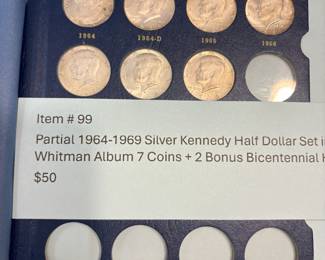 1964 1964-D 1965 1966
Item # 99
Partial 1964-1969 Silver Kennedy Half Dollar Set i
Whitman Album 7 Coins + 2 Bonus Bicentennial H
$50